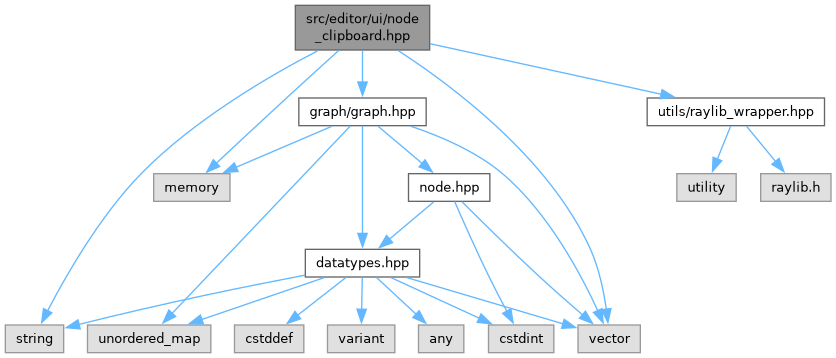 src/editor/ui/node
_clipboard.hpp
graph/graph.hpp
utils/raylib_wrapper.hpp
memory
node.hpp
utility
raylib.h
datatypes.hpp
string
unordered_map
cstddef
variant
any
cstdint
vector